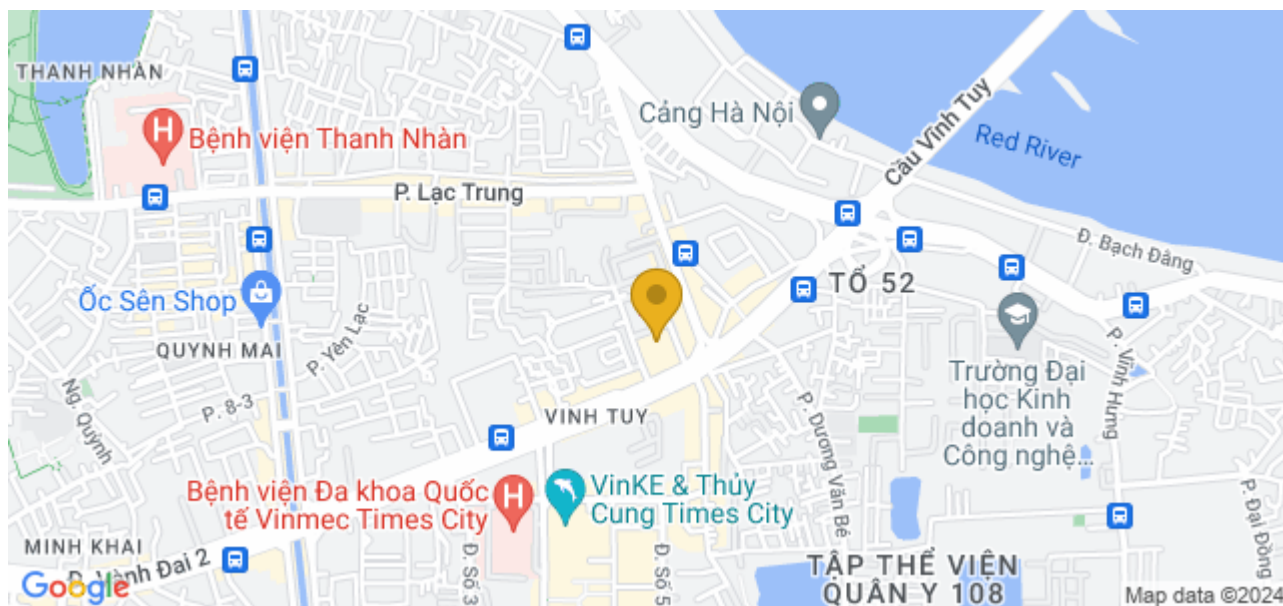 THANH NHÀN
Bệnh viện Thanh Nhàn
Cảng Hà Nội
Cầu Vĩnh Tuy
Red River
P. Lạc Trung
Đ. Bạch Đằng
TỔ 52
Ốc Sên Shop
QUYNH MAI
P. Yên Lạc
P. 8-3
Ng. Quỳnh
Trường Đại
học Kinh
doanh và
Công nghệ...
P. Vĩnh Hưng
P. Dương Văn Bé
VINH TUY
Bệnh viện Đa khoa Quốc
tế Vinmec Times City
VinKE & Thủy
Cung Times City
P. Đại Đồng
MINH KHAI
Đ. Vành Đai 2
Đ. Số 3
Đ. Số 5
TẬP THỂ VIỆN
QUÂN Y 108
Google
Map data ©2024